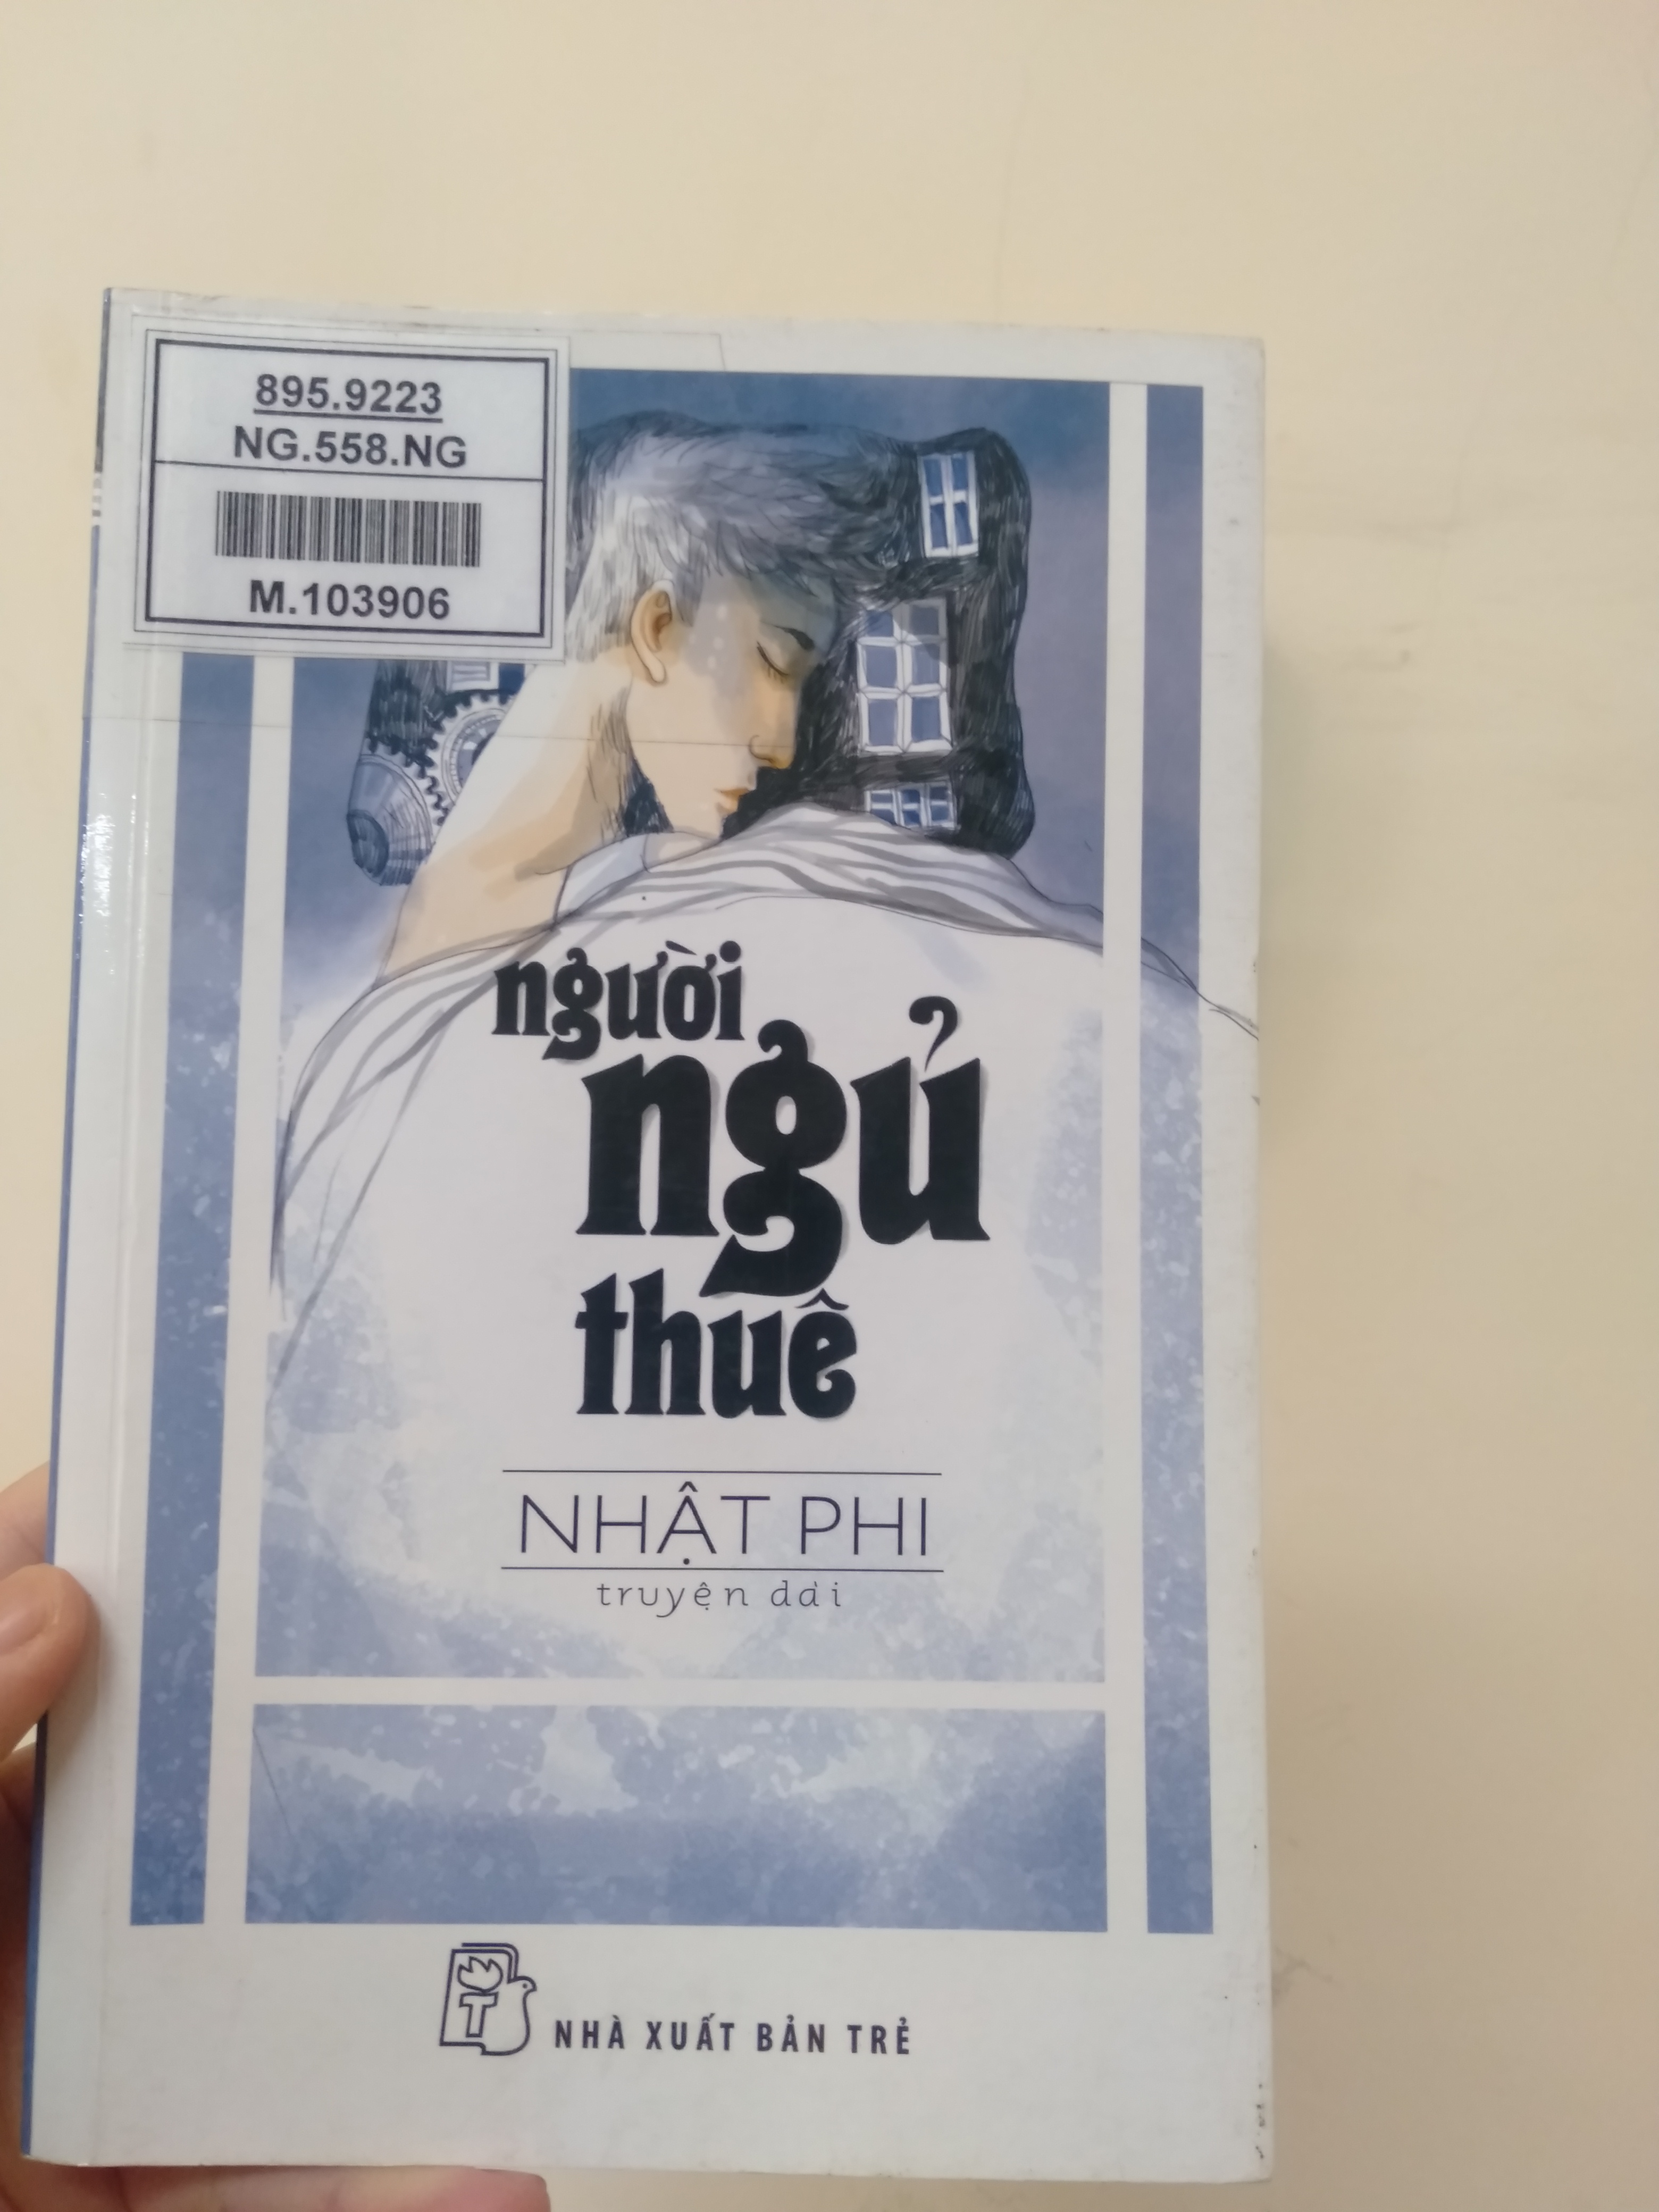 895.9223
NG.558.NG
M.103906
người
ngủ
thuê
NHẬT PHI
truyện dài
NHÀ XUẤT BẢN TRẺ